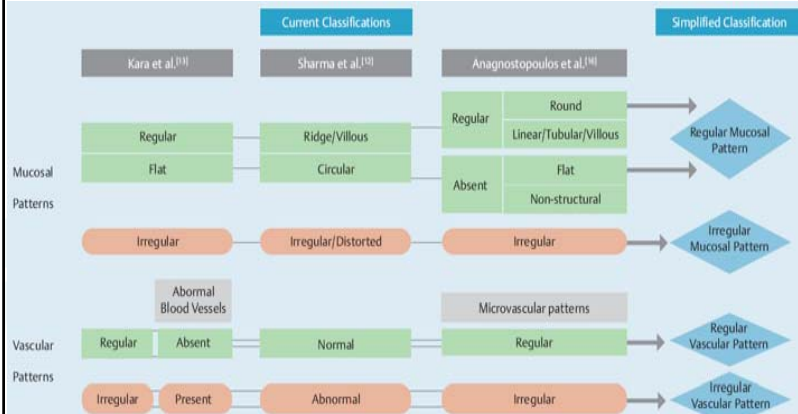 Current Classifications
Simplified Classification
Kara et al.[13]
Sharma et al.[12]
Anagnostopoulos et al.[16]
Regular
Round
Linear/Tubular/Villous
Regular
Ridge/Villous
Regular Mucosal
Pattern
Flat
Circular
Absent
Flat
Non-structural
Mucosal
Patterns
Irregular
Irregular/Distorted
Irregular
Irregular
Mucosal Pattern
Abormal
Blood Vessels
Microvascular patterns
Vascular
Patterns
Regular
Absent
Normal
Regular
Regular
Vascular Pattern
Irregular
Present
Abnormal
Irregular
Irregular
Vascular Pattern